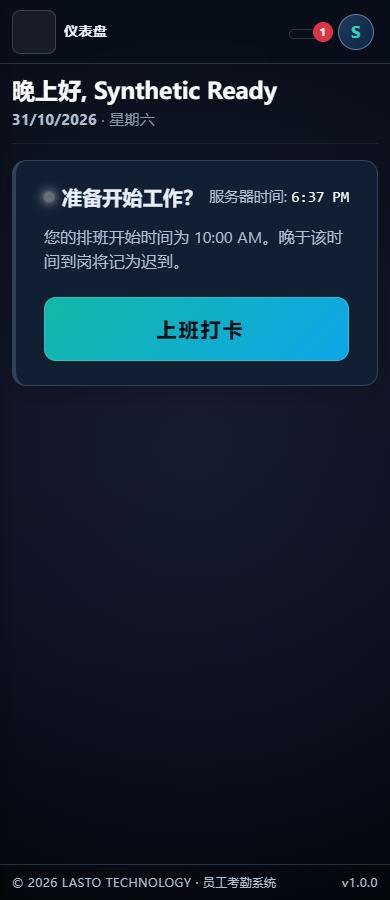 仪表盘
1
S
晚上好, Synthetic Ready
31/10/2026 · 星期六
准备开始工作? 服务器时间: 6:37 PM
您的排班开始时间为 10:00 AM。晚于该时
间到岗将记为迟到。
上班打卡
© 2026 LASTO TECHNOLOGY · 员工考勤系统 v1.0.0